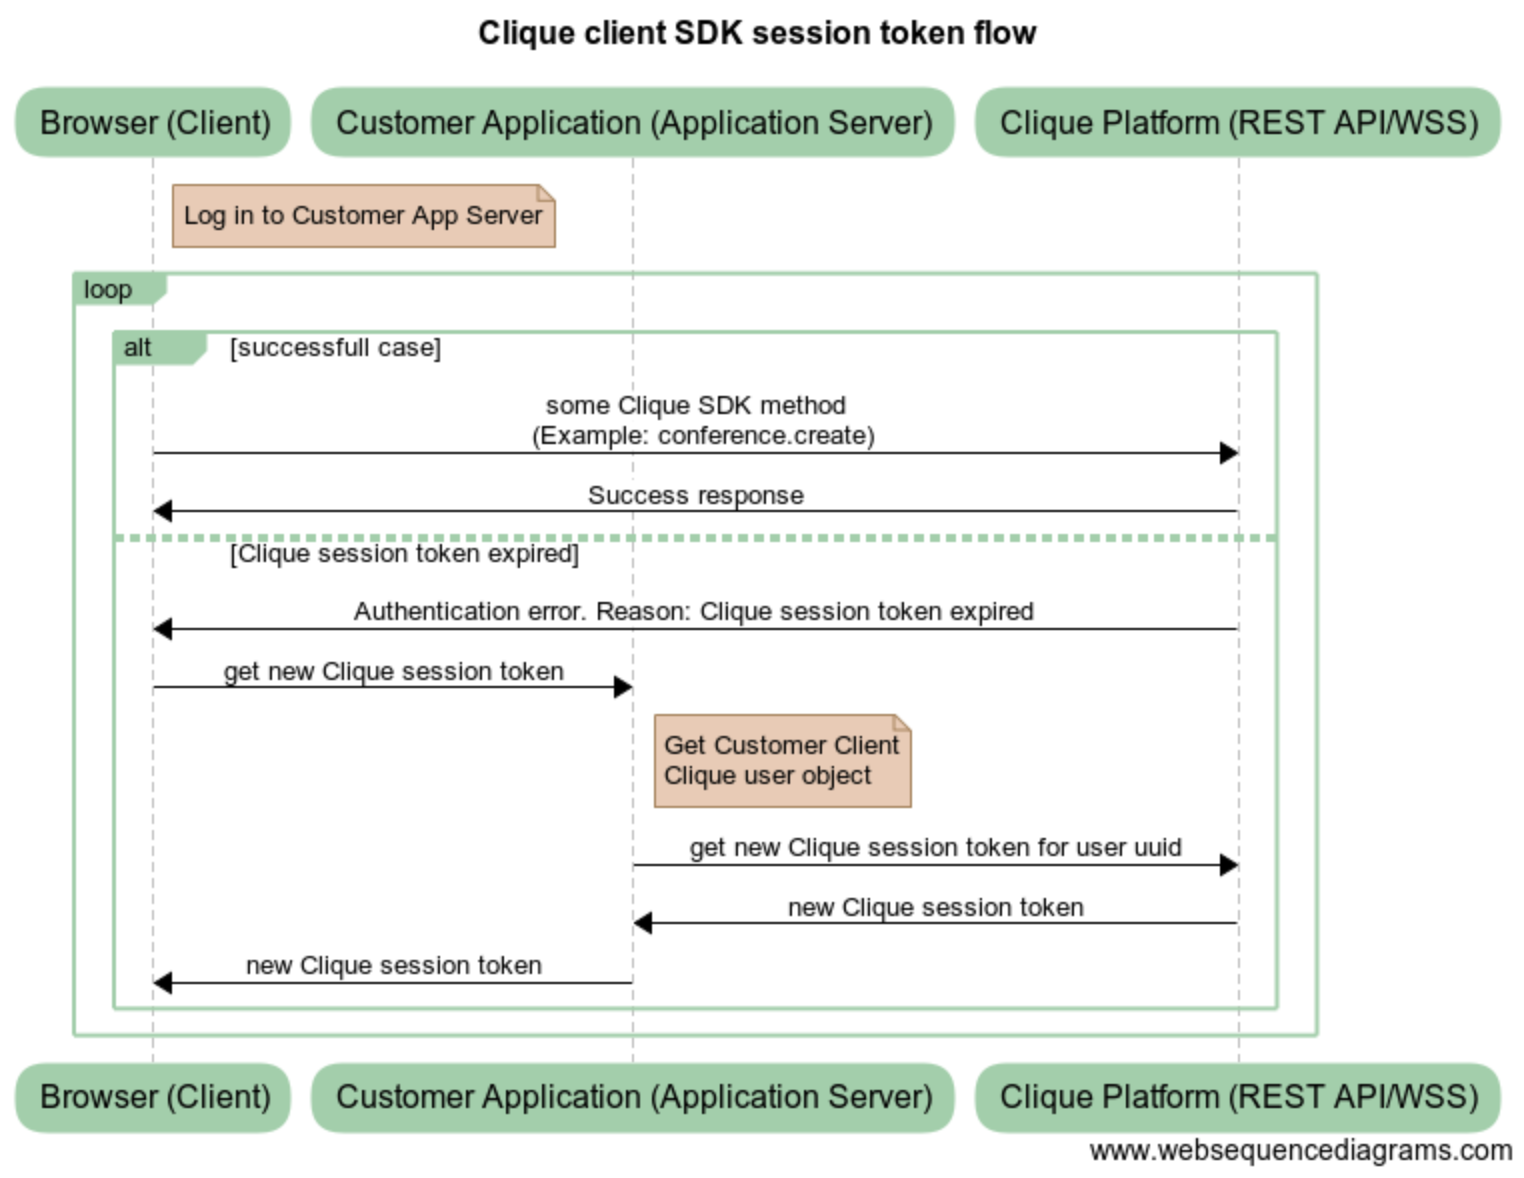 Clique client SDK session token flow
Browser (Client)
Customer Application (Application Server)
Clique Platform (REST API/WSS)
Log in to Customer App Server
loop
alt
[successfull case]
some Clique SDK method
(Example: conference.create)
Success response
[Clique session token expired]
Authentication error. Reason: Clique session token expired
get new Clique session token
Get Customer Client
Clique user object
get new Clique session token for user uuid
new Clique session token
new Clique session token
Browser (Client)
Customer Application (Application Server)
Clique Platform (REST API/WSS)
www.websequencediagrams.com